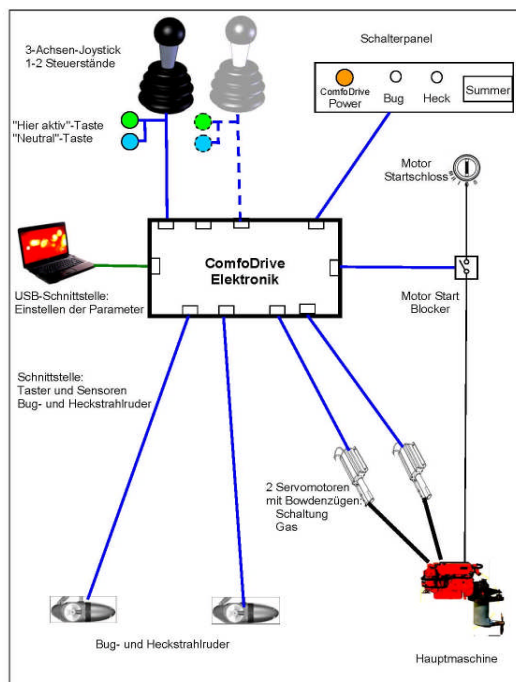 3-Achsen-Joystick
1-2 Steuerstände
Schalterpanel
ComfoDrive
Power
Bug
Heck
Summer
"Hier aktiv"-Taste
"Neutral"-Taste
Motor
Startschloss
ComfoDrive
Elektronik
USB-Schnittstelle:
Einstellen der Parameter
Motor Start
Blocker
Schnittstelle:
Taster und Sensoren
Bug- und Heckstrahlruder
2 Servomotoren
mit Bowdenzügen:
Schaltung
Gas
Bug- und Heckstrahlruder
Hauptmaschine